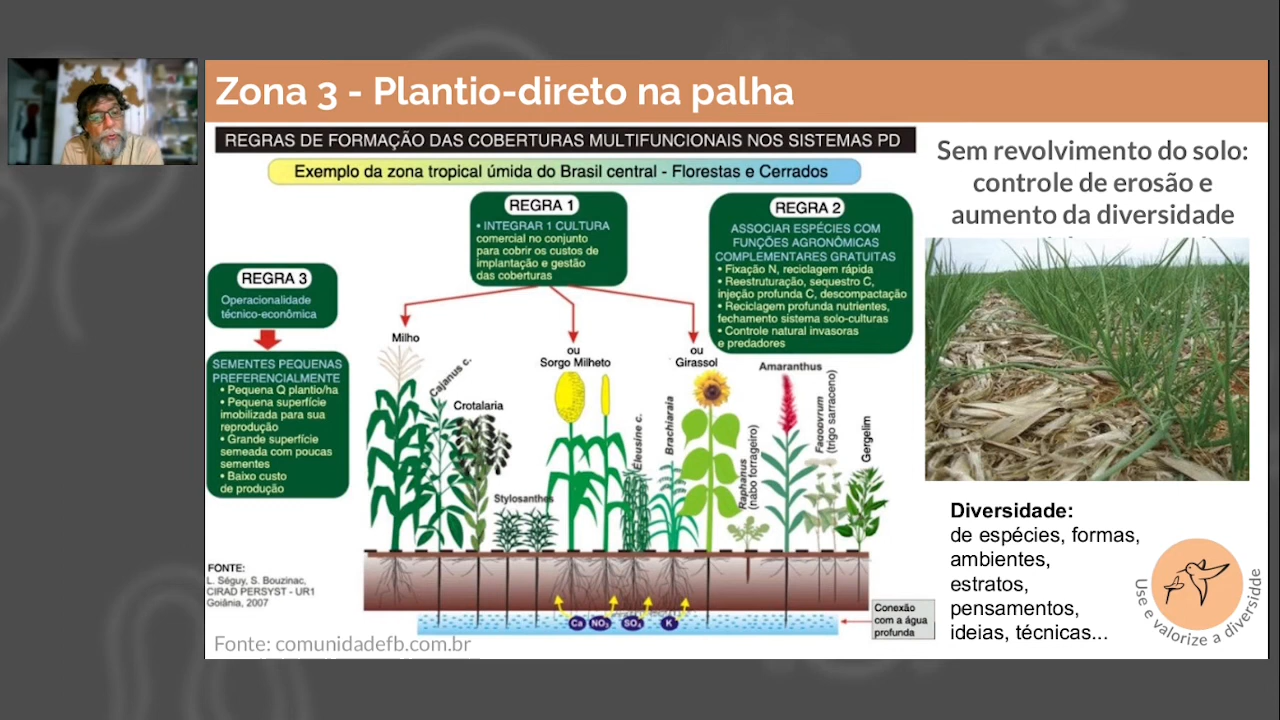 Zona 3 - Plantio-direto na palha
REGRAS DE FORMAÇÃO DAS COBERTURAS MULTIFUNCIONAIS NOS SISTEMAS PD
Exemplo da zona tropical úmida do Brasil central - Florestas e Cerrados
REGRA 1
• INTEGRAR 1 CULTURA
comercial no conjunto
para cobrir os custos de
implantação e gestão
das coberturas
REGRA 2
ASSOCIAR ESPÉCIES COM
FUNÇÕES AGRONÔMICAS
COMPLEMENTARES GRATUITAS
• Fixação N, reciclagem rápida
• Reestruturação, sequestro C,
injeção profunda C, descompactação
• Reciclagem profunda nutrientes,
fechamento sistema solo-culturas
• Controle natural invasoras
e predadores
REGRA 3
Operacionalidade
técnico-econômica
SEMENTES PEQUENAS
PREFERENCIALMENTE
• Pequena Q plantio/ha
• Pequena superfície
imobilizada para sua
reprodução
• Grande superfície
semeada com poucas
sementes
• Baixo custo
de produção
Milho
Cajanus c.
Crotalaria
Stylosanthes
ou
Sorgo Milheto
Eleusine c.
Brachiaraia
ou
Girassol
Raphanus
(nabo forrageiro)
Amaranthus
Fagopyrum
(trigo sarraceno)
Gergelim
Ca
NO3
SO4
K
Conexão
com a água
profunda
FONTE:
L. Séguy, S. Bouzinac,
CIRAD PERSYST - UR1
Goiânia, 2007
Fonte: comunidadefb.com.br
Sem revolvimento do solo:
controle de erosão e
aumento da diversidade
Diversidade:
de espécies, formas,
ambientes,
estratos,
pensamentos,
ideias, técnicas...
Use e valorize a diversidade